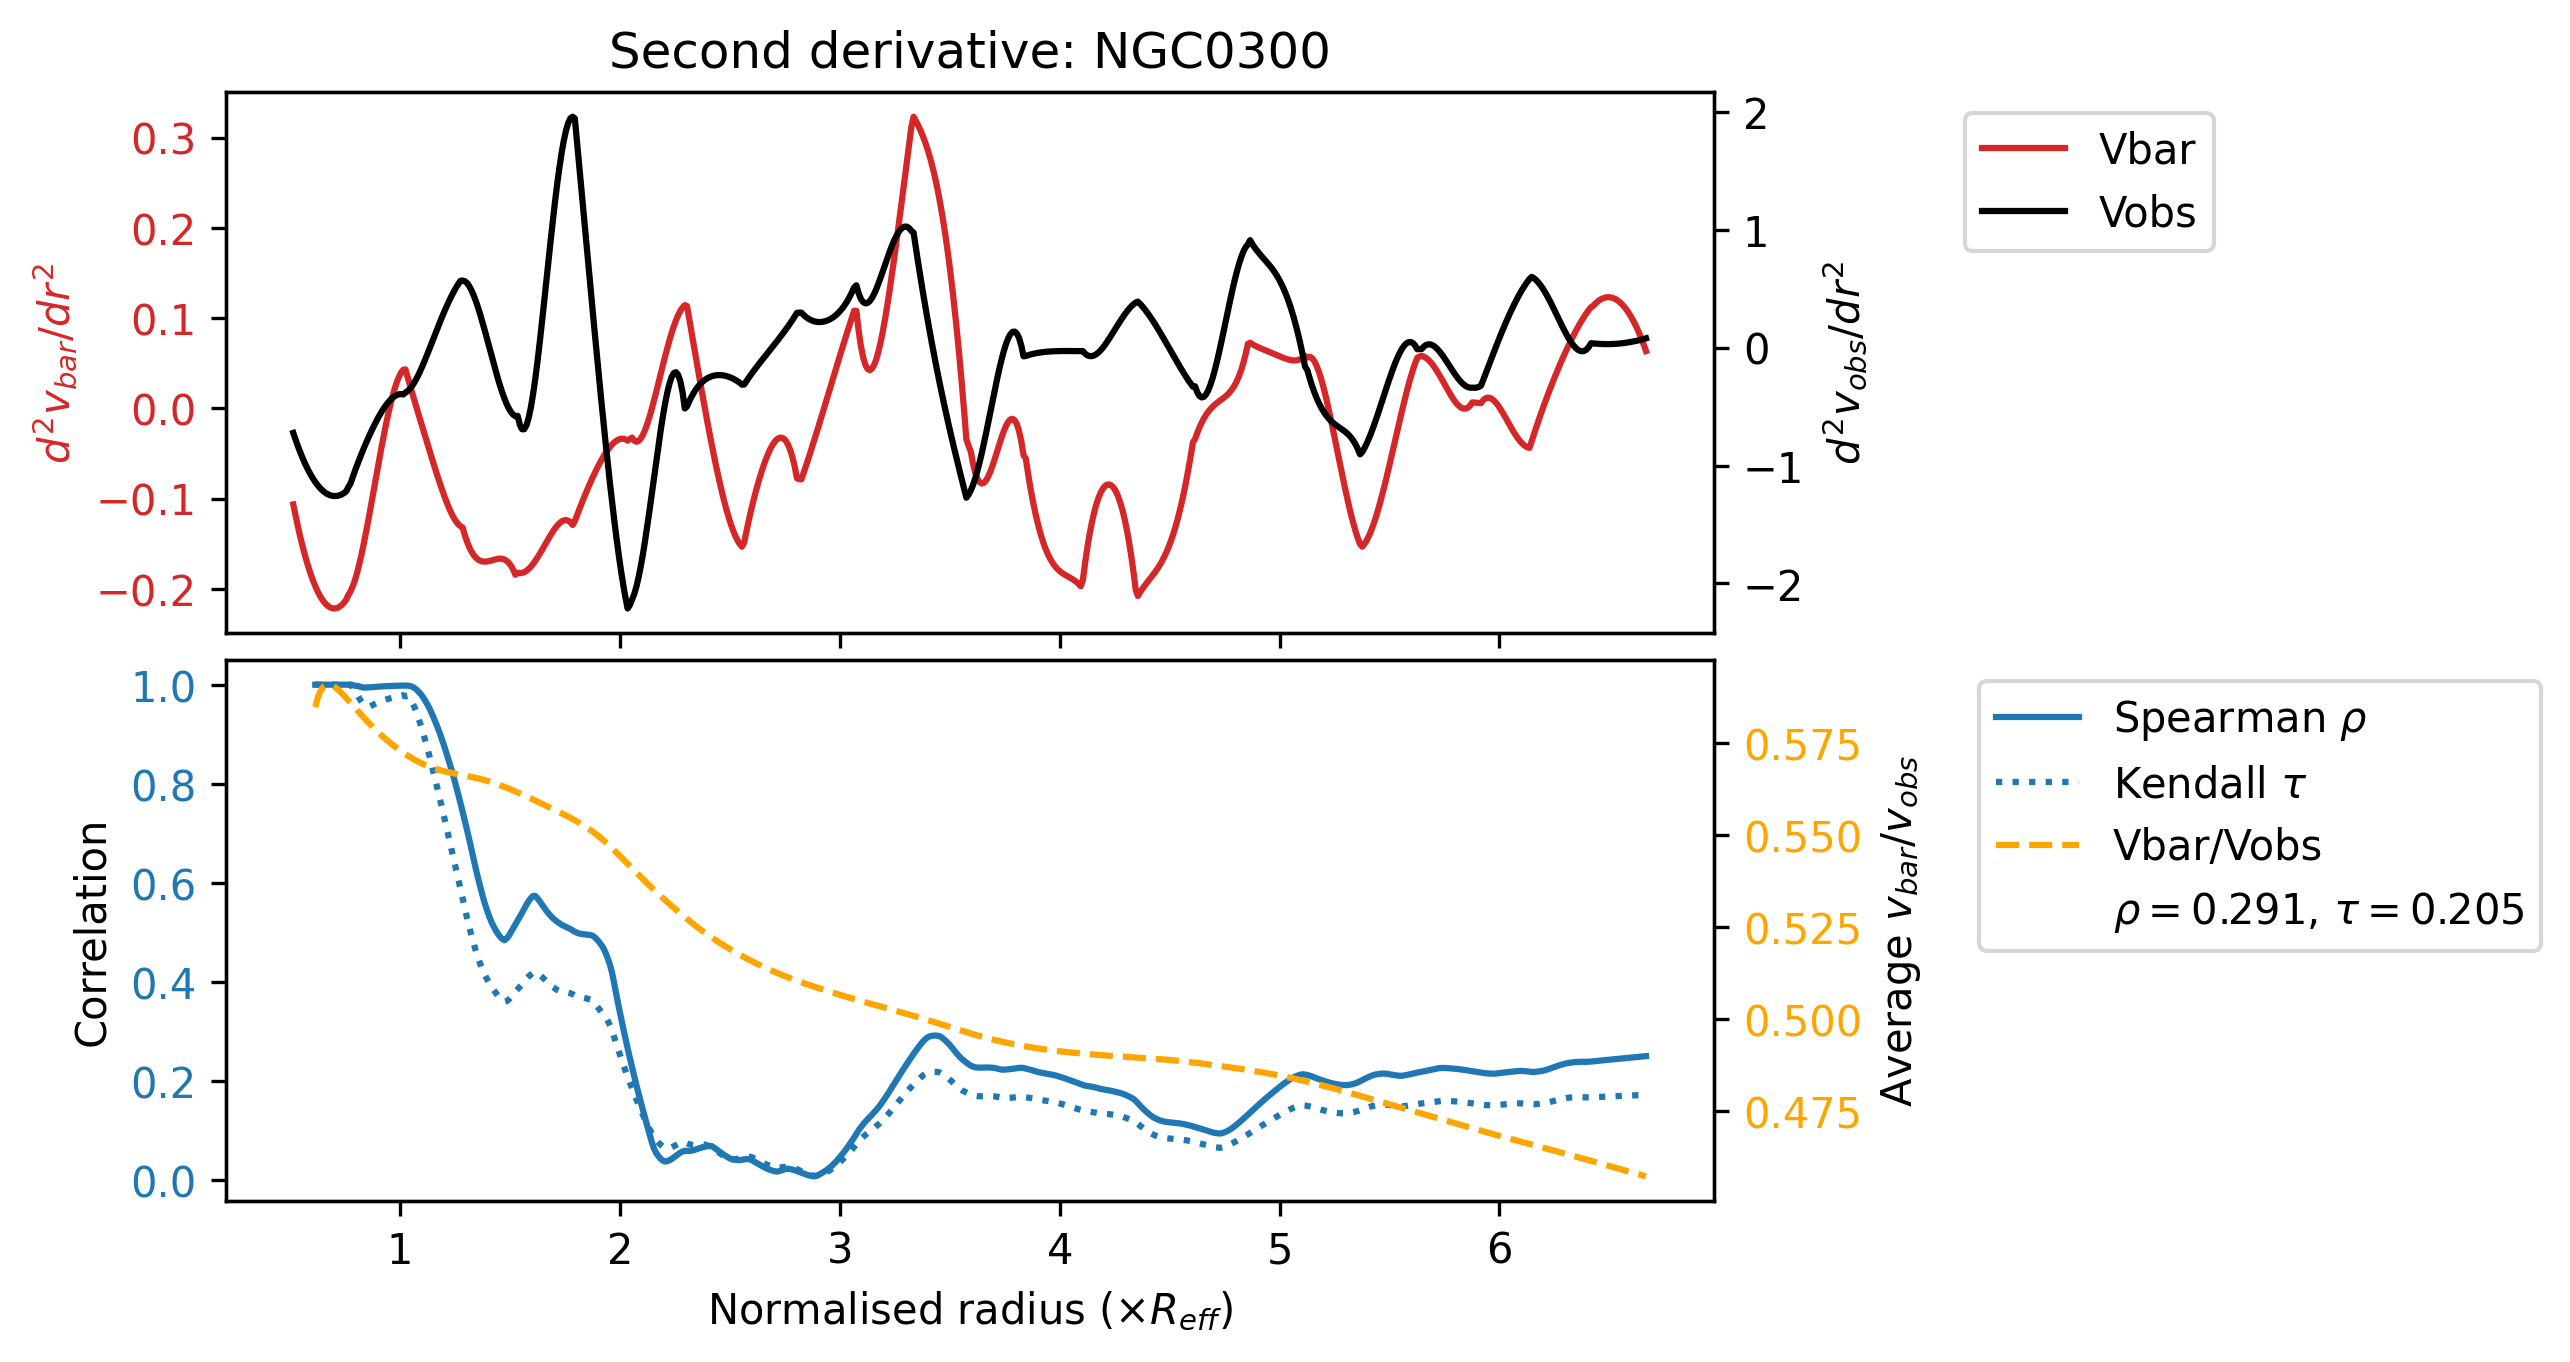 Second derivative: NGC0300
0.3
0.2
0.1
0.0
−0.1
−0.2
d²v_bar/dr²
2
1
0
−1
−2
d²v_obs/dr²
Vbar
Vobs
1.0
0.8
0.6
0.4
0.2
0.0
Correlation
0.575
0.550
0.525
0.500
0.475
Average v_bar/v_obs
Spearman ρ
Kendall τ
Vbar/Vobs
ρ = 0.291, τ = 0.205
1 2 3 4 5 6
Normalised radius (×R_eff)